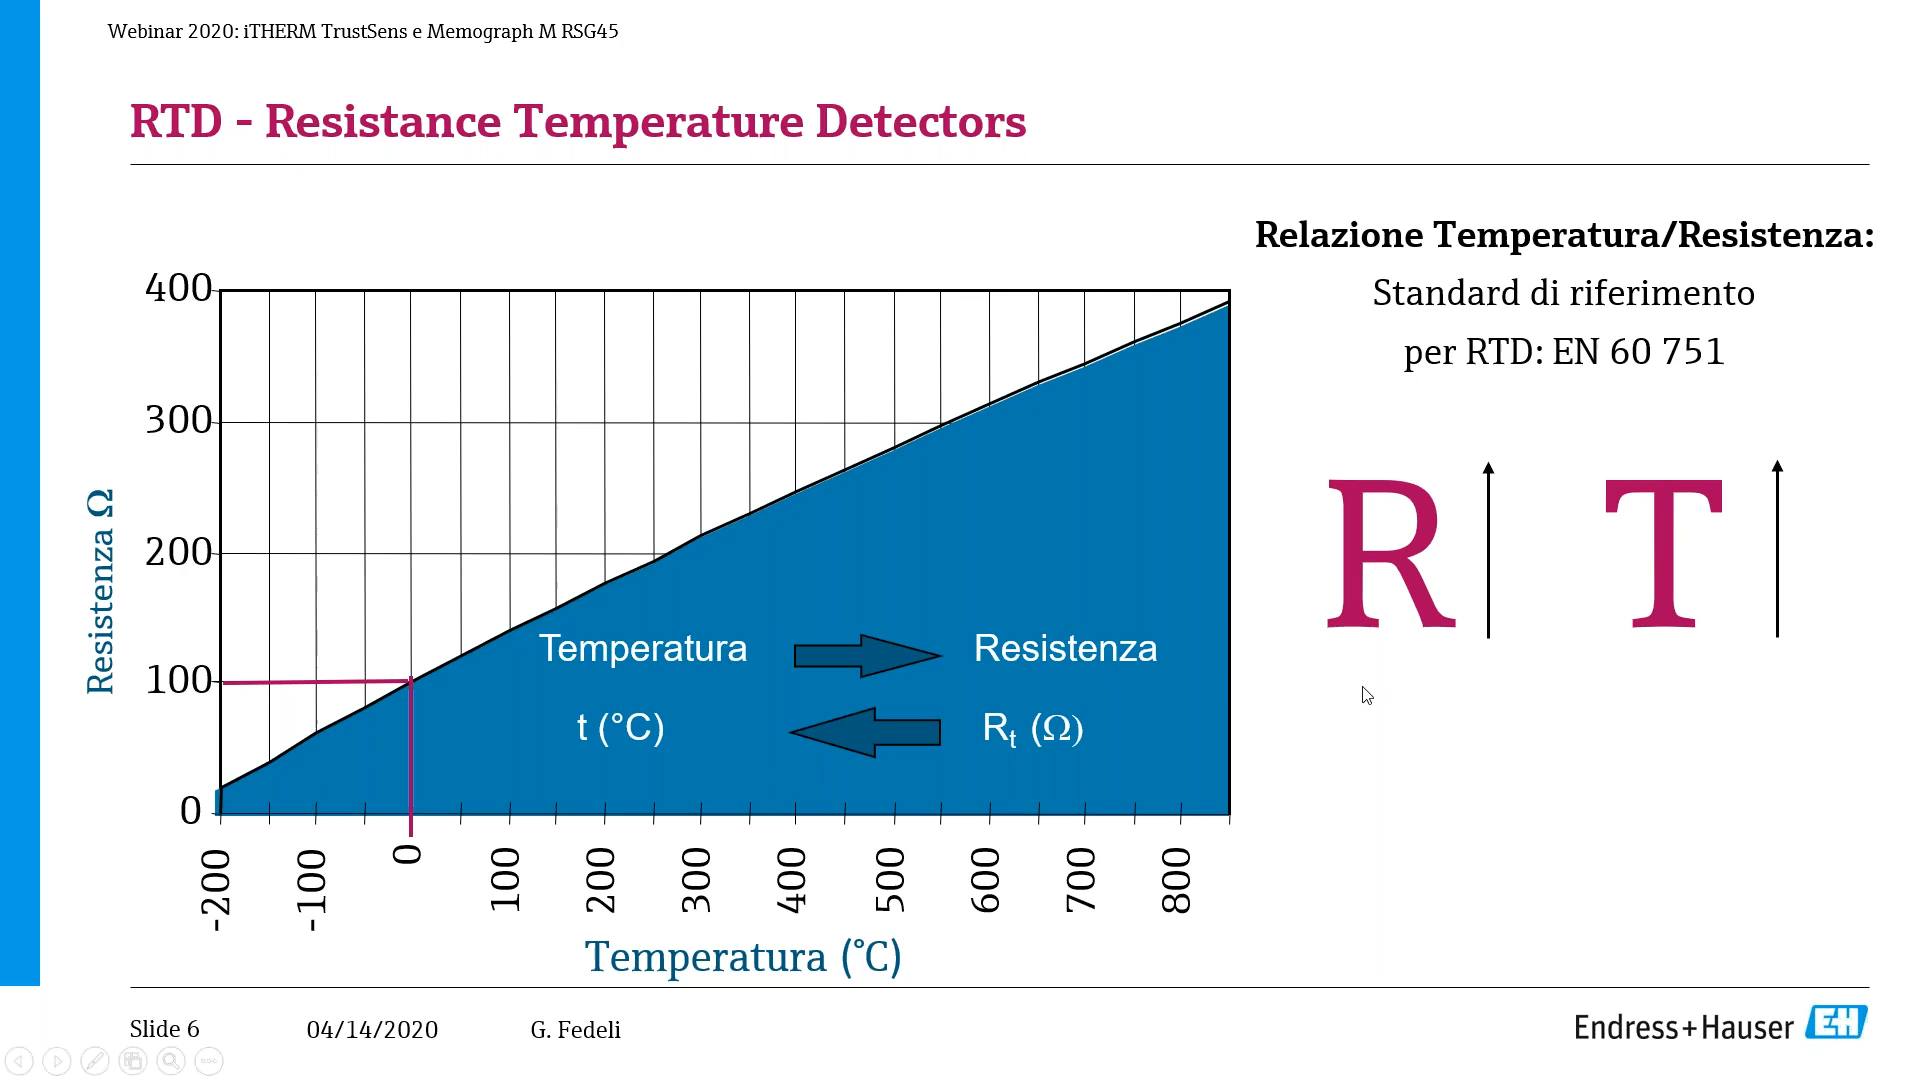 Webinar 2020: iTHERM TrustSens e Memograph M RSG45
RTD - Resistance Temperature Detectors
Relazione Temperatura/Resistenza:
Standard di riferimento
per RTD: EN 60 751
R T
400
300
200
100
0
Resistenza Ω
Temperatura Resistenza
t (°C) Rt (Ω)
-200 -100 0 100 200 300 400 500 600 700 800
Temperatura (°C)
Slide 6 04/14/2020 G. Fedeli
Endress+Hauser EH